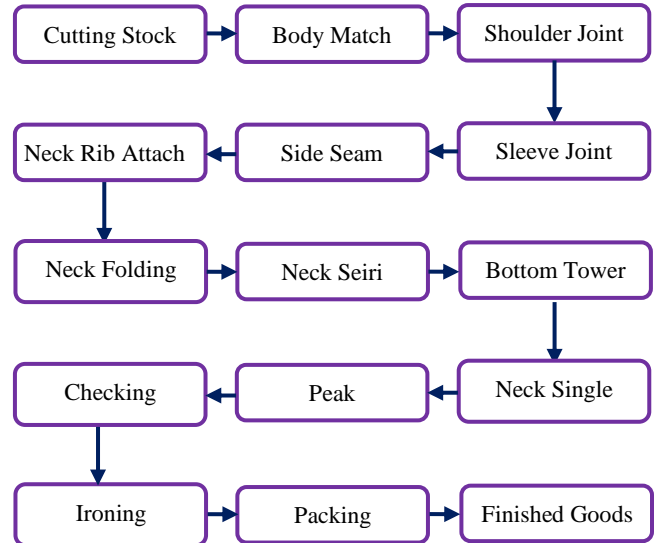 Cutting Stock
Body Match
Shoulder Joint
Neck Rib Attach
Side Seam
Sleeve Joint
Neck Folding
Neck Seiri
Bottom Tower
Checking
Peak
Neck Single
Ironing
Packing
Finished Goods